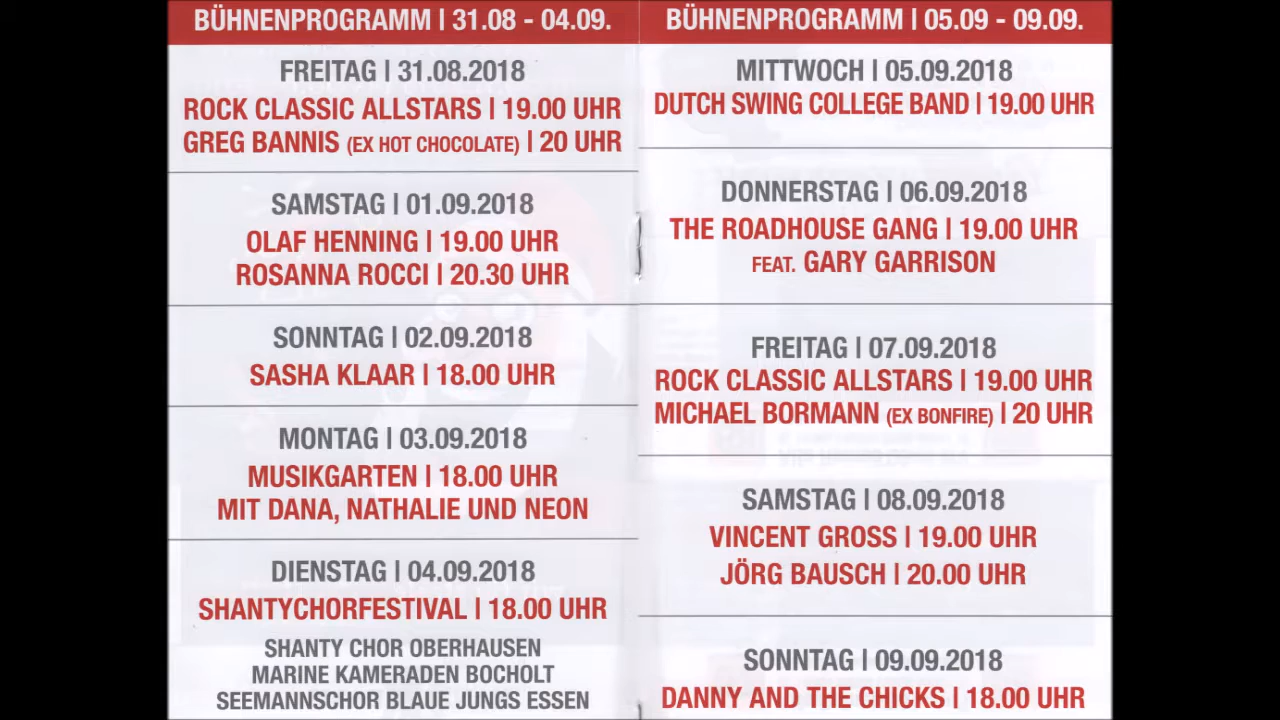 BÜHNENPROGRAMM | 31.08 - 04.09.
FREITAG | 31.08.2018
ROCK CLASSIC ALLSTARS | 19.00 UHR
GREG BANNIS (EX HOT CHOCOLATE) | 20 UHR
SAMSTAG | 01.09.2018
OLAF HENNING | 19.00 UHR
ROSANNA ROCCI | 20.30 UHR
SONNTAG | 02.09.2018
SASHA KLAAR | 18.00 UHR
MONTAG | 03.09.2018
MUSIKGARTEN | 18.00 UHR
MIT DANA, NATHALIE UND NEON
DIENSTAG | 04.09.2018
SHANTYCHORFESTIVAL | 18.00 UHR
SHANTY CHOR OBERHAUSEN
MARINE KAMERADEN BOCHOLT
SEEMANNSCHOR BLAUE JUNGS ESSEN
BÜHNENPROGRAMM | 05.09 - 09.09.
MITTWOCH | 05.09.2018
DUTCH SWING COLLEGE BAND | 19.00 UHR
DONNERSTAG | 06.09.2018
THE ROADHOUSE GANG | 19.00 UHR
FEAT. GARY GARRISON
FREITAG | 07.09.2018
ROCK CLASSIC ALLSTARS | 19.00 UHR
MICHAEL BORMANN (EX BONFIRE) | 20 UHR
SAMSTAG | 08.09.2018
VINCENT GROSS | 19.00 UHR
JÖRG BAUSCH | 20.00 UHR
SONNTAG | 09.09.2018
DANNY AND THE CHICKS | 18.00 UHR